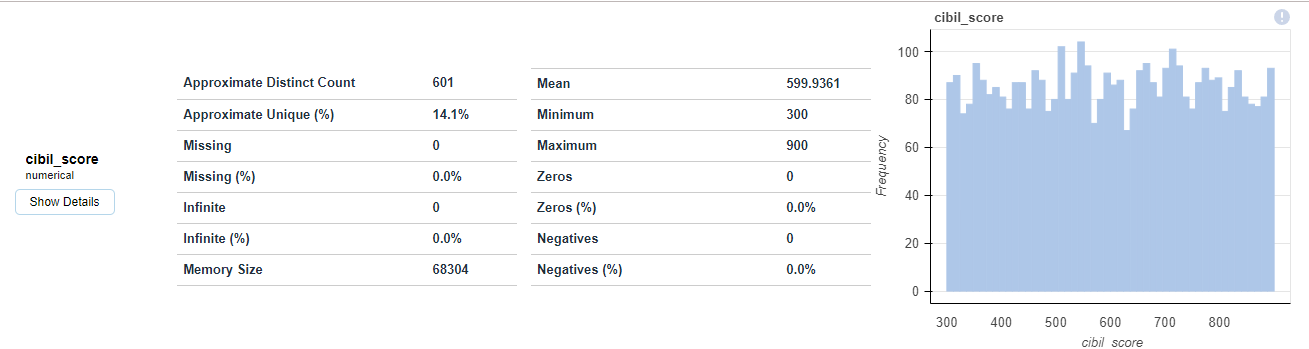 cibil_score
numerical
Show Details
Approximate Distinct Count 601
Approximate Unique (%) 14.1%
Missing 0
Missing (%) 0.0%
Infinite 0
Infinite (%) 0.0%
Memory Size 68304
Mean 599.9361
Minimum 300
Maximum 900
Zeros 0
Zeros (%) 0.0%
Negatives 0
Negatives (%) 0.0%
cibil_score
!
100
80
60
40
20
0
Frequency
300 400 500 600 700 800
cibil_score